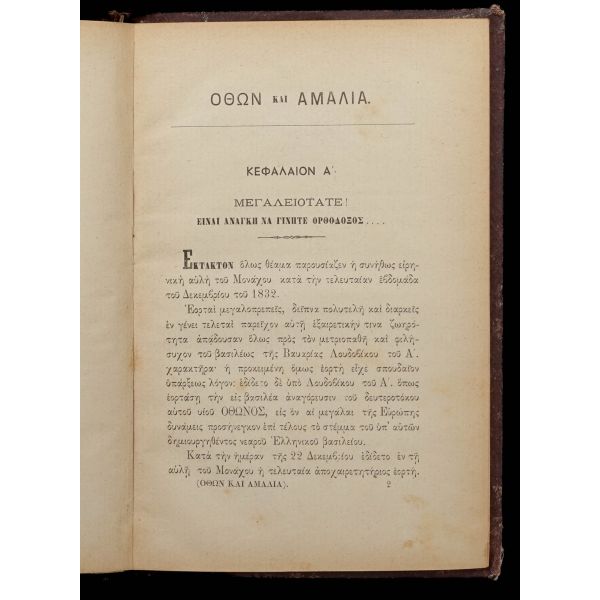 ΟΘΩΝ ΚΑΙ ΑΜΑΛΙΑ.
ΚΕΦΑΛΑΙΟΝ Α΄.
ΜΕΓΑΛΕΙΟΤΑΤΕ!
ΕΙΝΑΙ ΑΝΑΓΚΗ ΝΑ ΓΙΝΗΤΕ ΟΡΘΟΔΟΞΟΣ....
ΕΚΤΑΚΤΟΝ ὅλως θέαμα παρουσίαζεν ἡ συνήθως εἰρη-
νικὴ αὐλὴ τοῦ Μονάχου κατὰ τὴν τελευταίαν ἑβδομάδα
τοῦ Δεκεμβρίου τοῦ 1832.
Ἑορταὶ μεγαλοπρεπεῖς, δεῖπνα πολυτελῆ καὶ διαρκεῖς
ἐν γένει τελεταὶ παρεῖχον αὐτῇ ἐξαιρετικήν τινα ζωηρό-
τητα ἀπάδουσαν ὅλως πρὸς τὸν μετριοπαθῆ καὶ φιλή-
συχον τοῦ βασιλέως τῆς Βαυαρίας Λουδοβίκου τοῦ Α΄.
χαρακτῆρα· ἡ προκειμένη ὅμως ἑορτὴ εἶχε σπουδαῖον
ὑπάρξεως λόγον· ἐδίδετο δὲ ὑπὸ Λουδοβίκου τοῦ Α΄. ὅπως
ἑορτάσῃ τὴν εἰς βασιλέα ἀναγόρευσιν τοῦ δευτεροτόκου
αὐτοῦ υἱοῦ ΟΘΩΝΟΣ, εἰς ὃν αἱ μεγάλαι τῆς Εὐρώπης
δυνάμεις προσήνεγκον ἐπὶ τέλους τὸ στέμμα τοῦ ὑπ' αὐτῶν
δημιουργηθέντος νεαροῦ Ἑλληνικοῦ βασιλείου.
Κατὰ τὴν ἡμέραν τῆς 22 Δεκεμβρίου ἐδίδετο ἐν τῇ
αὐλῇ τοῦ Μονάχου ἡ τελευταία ἀποχαιρετητήριος ἑορτή.
(ΟΘΩΝ ΚΑΙ ΑΜΑΛΙΑ). 2